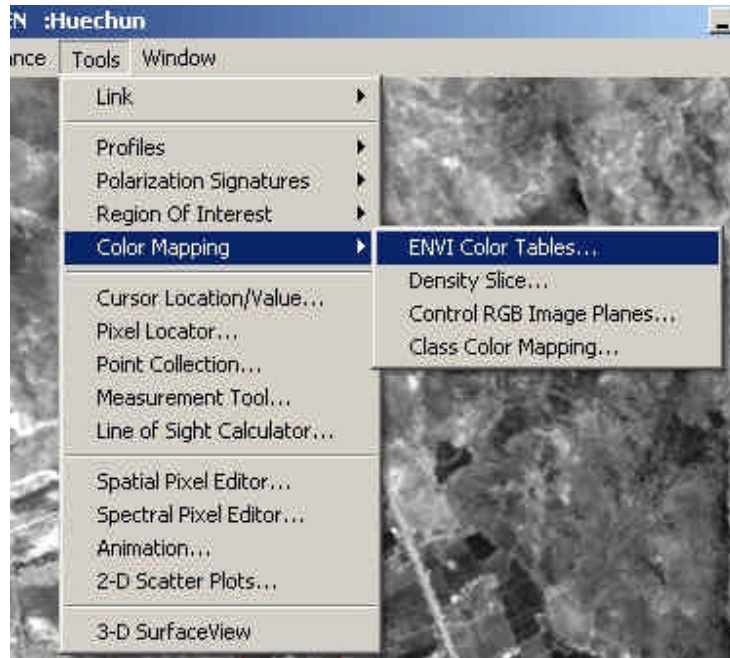 EN :Huechun
nce Tools Window
Link
Profiles
Polarization Signatures
Region Of Interest
Color Mapping
ENVI Color Tables...
Density Slice...
Control RGB Image Planes...
Class Color Mapping...
Cursor Location/Value...
Pixel Locator...
Point Collection...
Measurement Tool...
Line of Sight Calculator...
Spatial Pixel Editor...
Spectral Pixel Editor...
Animation...
2-D Scatter Plots...
3-D SurfaceView